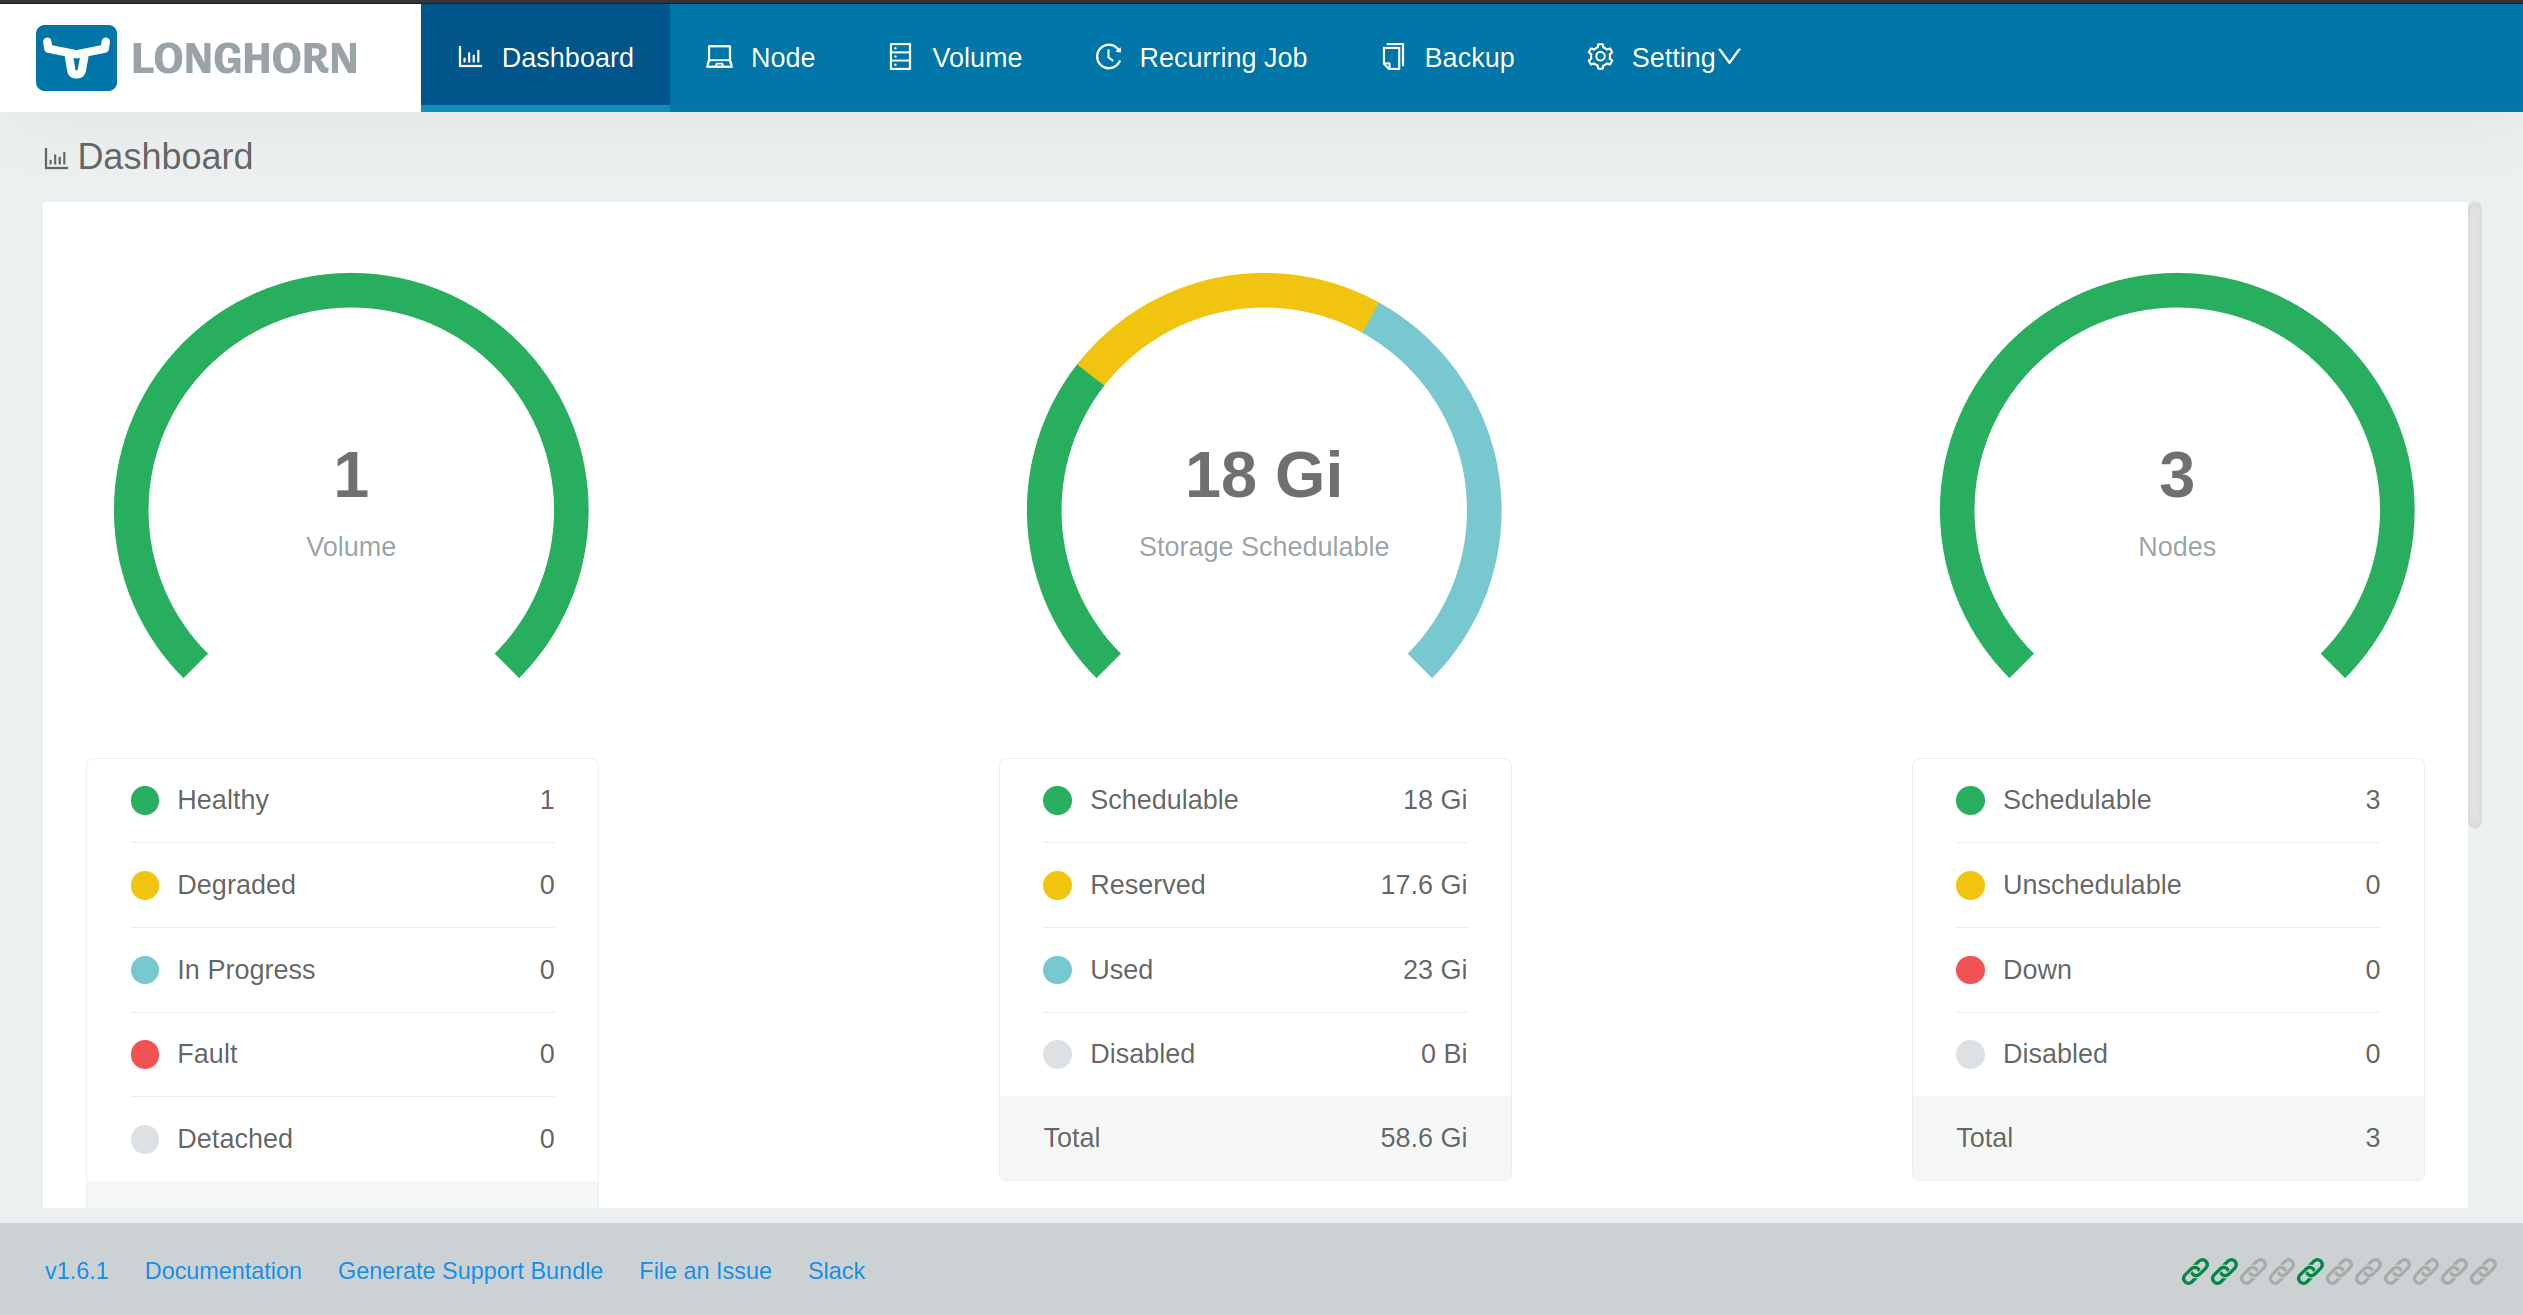 LONGHORN
Dashboard
Node
Volume
Recurring Job
Backup
Setting
Dashboard
1
Volume
18 Gi
Storage Schedulable
3
Nodes
Healthy 1
Degraded 0
In Progress 0
Fault 0
Detached 0
Schedulable 18 Gi
Reserved 17.6 Gi
Used 23 Gi
Disabled 0 Bi
Total 58.6 Gi
Schedulable 3
Unschedulable 0
Down 0
Disabled 0
Total 3
v1.6.1
Documentation
Generate Support Bundle
File an Issue
Slack